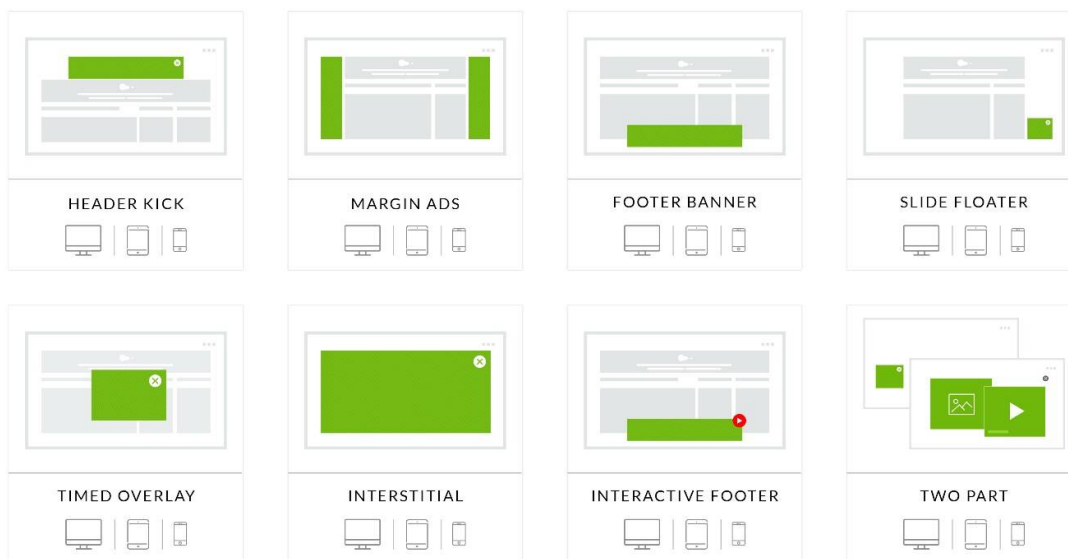 HEADER KICK
MARGIN ADS
FOOTER BANNER
SLIDE FLOATER
TIMED OVERLAY
INTERSTITIAL
INTERACTIVE FOOTER
TWO PART